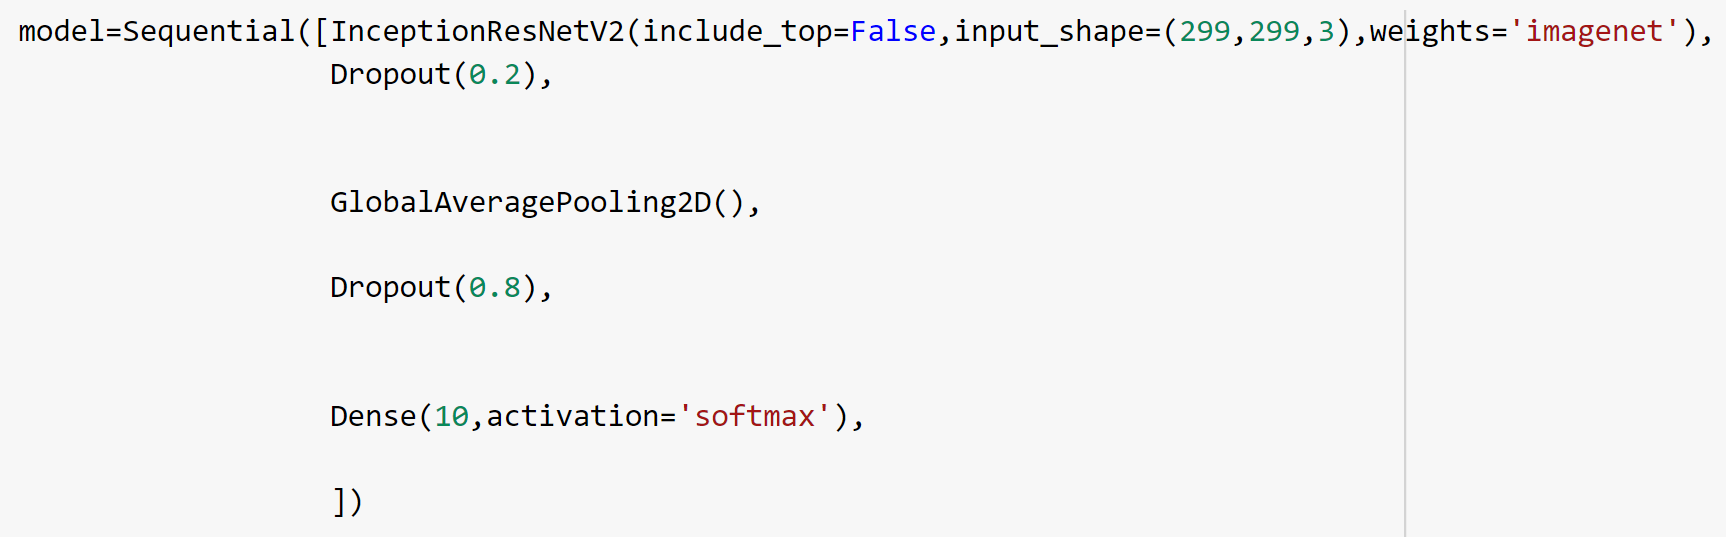 model=Sequential([InceptionResNetV2(include_top=False,input_shape=(299,299,3),weights='imagenet'),
Dropout(0.2),
GlobalAveragePooling2D(),
Dropout(0.8),
Dense(10,activation='softmax'),
])